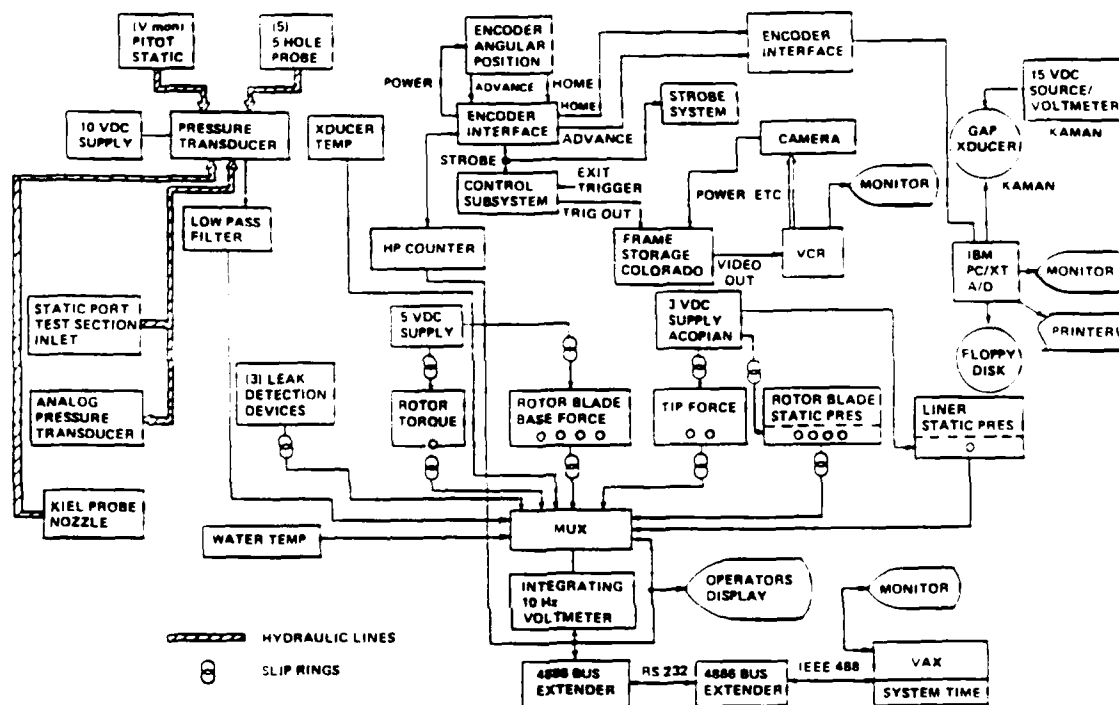 (V mon)
PITOT
STATIC
(5)
5 HOLE
PROBE
ENCODER
ANGULAR
POSITION
ENCODER
INTERFACE
15 VDC
SOURCE/
VOLTMETER
KAMAN
POWER
ADVANCE
HOME
HOME
10 VDC
SUPPLY
PRESSURE
TRANSDUCER
XDUCER
TEMP
ENCODER
INTERFACE
ADVANCE
STROBE
SYSTEM
CAMERA
GAP
XDUCER
KAMAN
STROBE
EXIT
TRIGGER
CONTROL
SUBSYSTEM
TRIG OUT
POWER ETC
MONITOR
LOW PASS
FILTER
HP COUNTER
FRAME
STORAGE
COLORADO
VIDEO
OUT
VCR
IBM
PC/XT
A/D
MONITOR
STATIC PORT
TEST SECTION
INLET
5 VDC
SUPPLY
3 VDC
SUPPLY
ACOPIAN
PRINTER
FLOPPY
DISK
(3) LEAK
DETECTION
DEVICES
ANALOG
PRESSURE
TRANSDUCER
ROTOR
TORQUE
ROTOR BLADE
BASE FORCE
TIP FORCE
ROTOR BLADE
STATIC PRES
LINER
STATIC PRES
KIEL PROBE
NOZZLE
WATER TEMP
MUX
INTEGRATING
10 Hz
VOLTMETER
OPERATORS
DISPLAY
MONITOR
HYDRAULIC LINES
SLIP RINGS
4886 BUS
EXTENDER
RS 232
4886 BUS
EXTENDER
IEEE 488
VAX
SYSTEM TIME